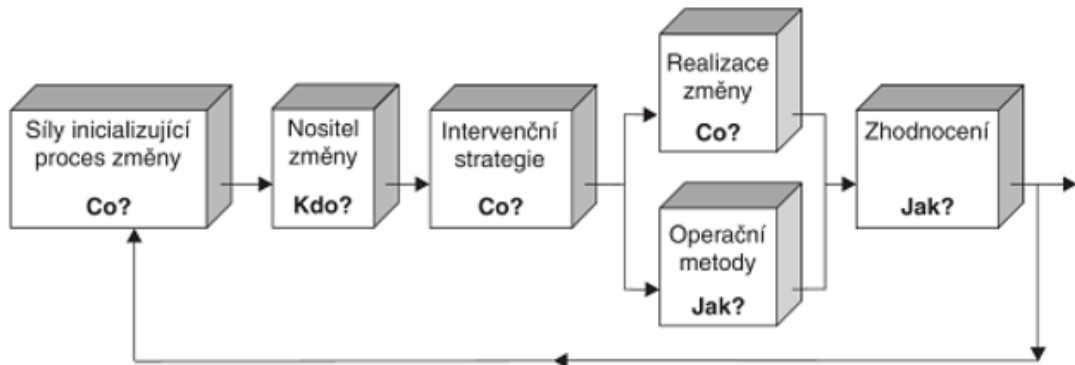 Síly inicializující
proces změny
Co?
Nositel
změny
Kdo?
Intervenční
strategie
Co?
Realizace
změny
Co?
Operační
metody
Jak?
Zhodnocení
Jak?